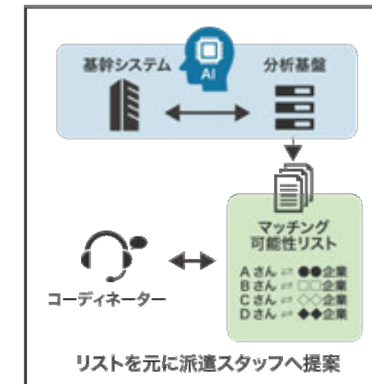 基幹システム
AI
分析基盤
マッチング
可能性リスト
Aさん ⇄ ●●企業
Bさん ⇄ □□企業
Cさん ⇄ ◇◇企業
Dさん ⇄ ◆◆企業
コーディネーター
リストを元に派遣スタッフへ提案